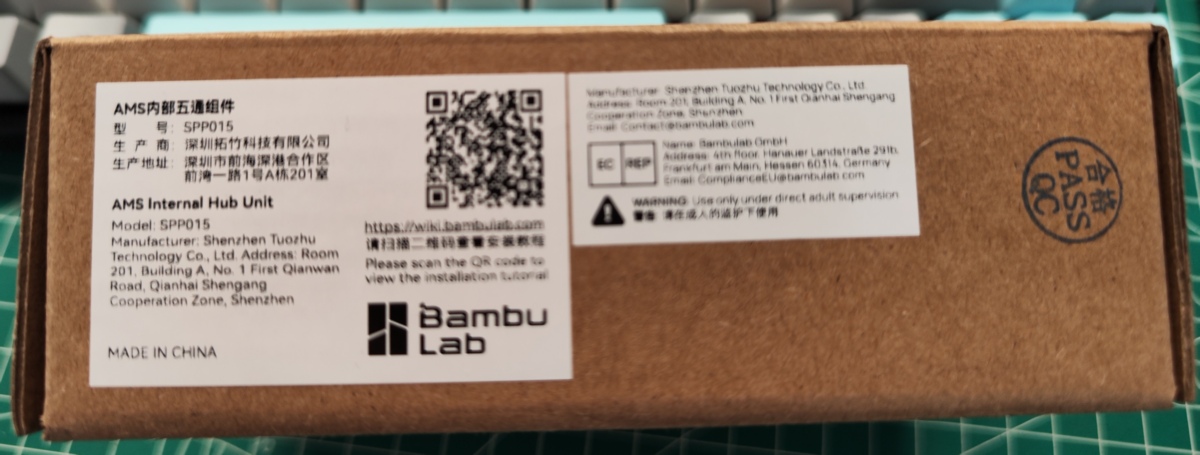 AMS内部五通组件
型 号: SPP015
生 产 商: 深圳拓竹科技有限公司
生产地址: 深圳市前海深港合作区
前湾一路1号A栋201室
AMS Internal Hub Unit
Model: SPP015
Manufacturer: Shenzhen Tuozhu
Technology Co., Ltd. Address: Room
201, Building A, No. 1 First Qianwan
Road, Qianhai Shengang
Cooperation Zone, Shenzhen
MADE IN CHINA
https://wiki.bambulab.com
请扫描二维码查看安装教程
Please scan the QR code to
view the installation tutorial
Bambu
Lab
Manufacturer: Shenzhen Tuozhu Technology Co., Ltd.
Address: Room 201, Building A, No. 1 First Qianhai Shengang
Cooperation Zone, Shenzhen
Email: Contact@bambulab.com
EC REP
Name: Bambulab GmbH
Address: 4th floor, Hanauer Landstraße 291b,
Frankfurt am Main, Hessen 60314, Germany
Email: ComplianceEU@bambulab.com
WARNING: Use only under direct adult supervision
警告 请在成人的监护下使用
合格
PASS
QC